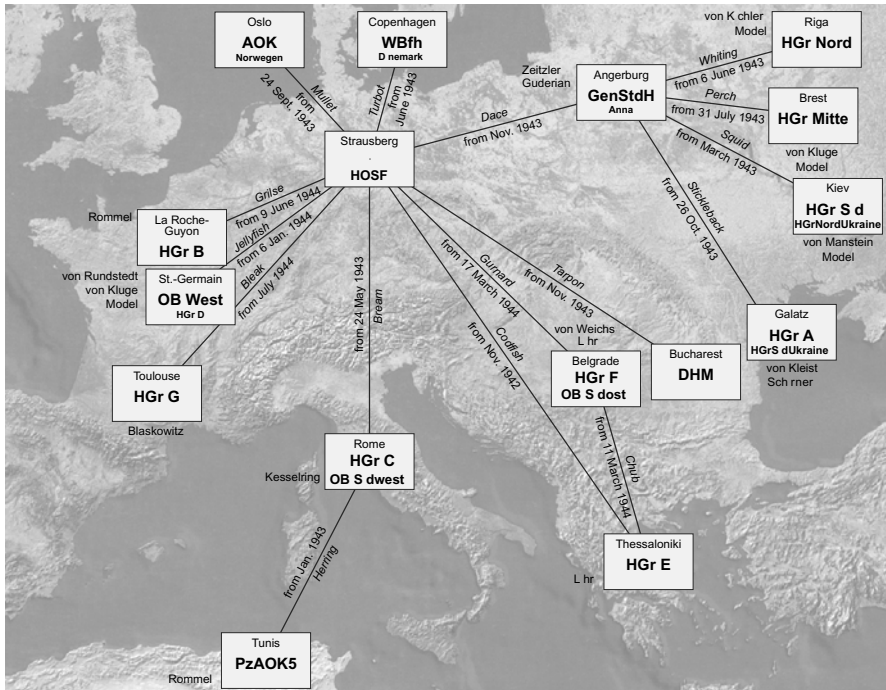 Oslo
AOK
Norwegen
Copenhagen
WBfh
D nemark
von K chler
Model
Riga
HGr Nord
Mullet
from
24 Sept. 1943
Turbot
from
June 1943
Zeitzler
Guderian
Angerburg
GenStdH
Anna
Whiting
from 6 June 1943
Perch
from 31 July 1943
Squid
from March 1943
Brest
HGr Mitte
von Kluge
Model
Dace
from Nov. 1943
Strausberg
.
HOSF
Stickleback
from 26 Oct. 1943
Kiev
HGr S d
HGrNordUkraine
von Manstein
Model
Rommel
La Roche-
Guyon
HGr B
Grilse
from 9 June 1944
Jellyfish
from 6 Jan. 1944
Bleak
from July 1944
von Rundstedt
von Kluge
Model
St.-Germain
OB West
HGr D
from 24 May 1943
Bream
Gurnard
from 17 March 1944
Tarpon
from Nov. 1943
Codfish
from Nov. 1942
von Weichs
L hr
Belgrade
HGr F
OB S dost
Bucharest
DHM
Galatz
HGr A
HGrS dUkraine
von Kleist
Sch rner
Toulouse
HGr G
Blaskowitz
Rome
HGr C
OB S dwest
Kesselring
Chub
from 11 March 1944
from Jan. 1943
Herring
Thessaloniki
HGr E
L hr
Tunis
PzAOK5
Rommel